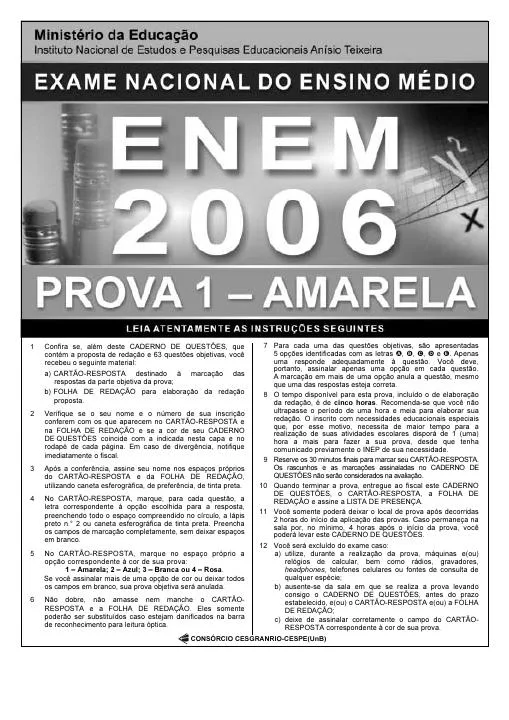 Ministério da Educação
Instituto Nacional de Estudos e Pesquisas Educacionais Anísio Teixeira
EXAME NACIONAL DO ENSINO MÉDIO
ENEM
2006
=y²
x
PROVA 1 – AMARELA
LEIA ATENTAMENTE AS INSTRUÇÕES SEGUINTES
1 Confira se, além deste CADERNO DE QUESTÕES, que
contém a proposta de redação e 63 questões objetivas, você
recebeu o seguinte material:
a) CARTÃO-RESPOSTA destinado à marcação das
respostas da parte objetiva da prova;
b) FOLHA DE REDAÇÃO para elaboração da redação
proposta.
2 Verifique se o seu nome e o número de sua inscrição
conferem com os que aparecem no CARTÃO-RESPOSTA e
na FOLHA DE REDAÇÃO e se a cor de seu CADERNO
DE QUESTÕES coincide com a indicada nesta capa e no
rodapé de cada página. Em caso de divergência, notifique
imediatamente o fiscal.
3 Após a conferência, assine seu nome nos espaços próprios
do CARTÃO-RESPOSTA e da FOLHA DE REDAÇÃO,
utilizando caneta esferográfica, de preferência, de tinta preta.
4 No CARTÃO-RESPOSTA, marque, para cada questão, a
letra correspondente à opção escolhida para a resposta,
preenchendo todo o espaço compreendido no círculo, a lápis
preto n.º 2 ou caneta esferográfica de tinta preta. Preencha
os campos de marcação completamente, sem deixar espaços
em branco.
5 No CARTÃO-RESPOSTA, marque no espaço próprio a
opção correspondente à cor de sua prova:
1 – Amarela; 2 – Azul; 3 – Branca ou 4 – Rosa.
Se você assinalar mais de uma opção de cor ou deixar todos
os campos em branco, sua prova objetiva será anulada.
6 Não dobre, não amasse nem manche o CARTÃO-
RESPOSTA e a FOLHA DE REDAÇÃO. Eles somente
poderão ser substituídos caso estejam danificados na barra
de reconhecimento para leitura óptica.
7 Para cada uma das questões objetivas, são apresentadas
5 opções identificadas com as letras A, B, C, D e E. Apenas
uma responde adequadamente à questão. Você deve,
portanto, assinalar apenas uma opção em cada questão.
A marcação em mais de uma opção anula a questão, mesmo
que uma das respostas esteja correta.
8 O tempo disponível para esta prova, incluído o de elaboração
da redação, é de cinco horas. Recomenda-se que você não
ultrapasse o período de uma hora e meia para elaborar sua
redação. O inscrito com necessidades educacionais especiais
que, por esse motivo, necessita de maior tempo para a
realização de suas atividades escolares disporá de 1 (uma)
hora a mais para fazer a prova, desde que tenha
comunicado previamente o INEP de sua necessidade.
9 Reserve os 30 minutos finais para marcar seu CARTÃO-RESPOSTA.
Os rascunhos e as marcações assinaladas no CADERNO DE
QUESTÕES não serão considerados na avaliação.
10 Quando terminar a prova, entregue ao fiscal este CADERNO
DE QUESTÕES, o CARTÃO-RESPOSTA, a FOLHA DE
REDAÇÃO e assine a LISTA DE PRESENÇA.
11 Você somente poderá deixar o local de prova após decorridas
2 horas do início da aplicação das provas. Caso permaneça na
sala por, no mínimo, 4 horas após o início da prova, você
poderá levar este CADERNO DE QUESTÕES.
12 Você será excluído do exame caso:
a) utilize, durante a realização da prova, máquinas e(ou)
relógios de calcular, bem como rádios, gravadores,
headphones, telefones celulares ou fontes de consulta de
qualquer espécie;
b) ausente-se da sala em que se realiza a prova levando
consigo o CADERNO DE QUESTÕES, antes do prazo
estabelecido, e(ou) o CARTÃO-RESPOSTA e(ou) a FOLHA
DE REDAÇÃO;
c) deixe de assinalar corretamente o campo do CARTÃO-
RESPOSTA correspondente à cor de sua prova.
CONSÓRCIO CESGRANRIO-CESPE(UnB)